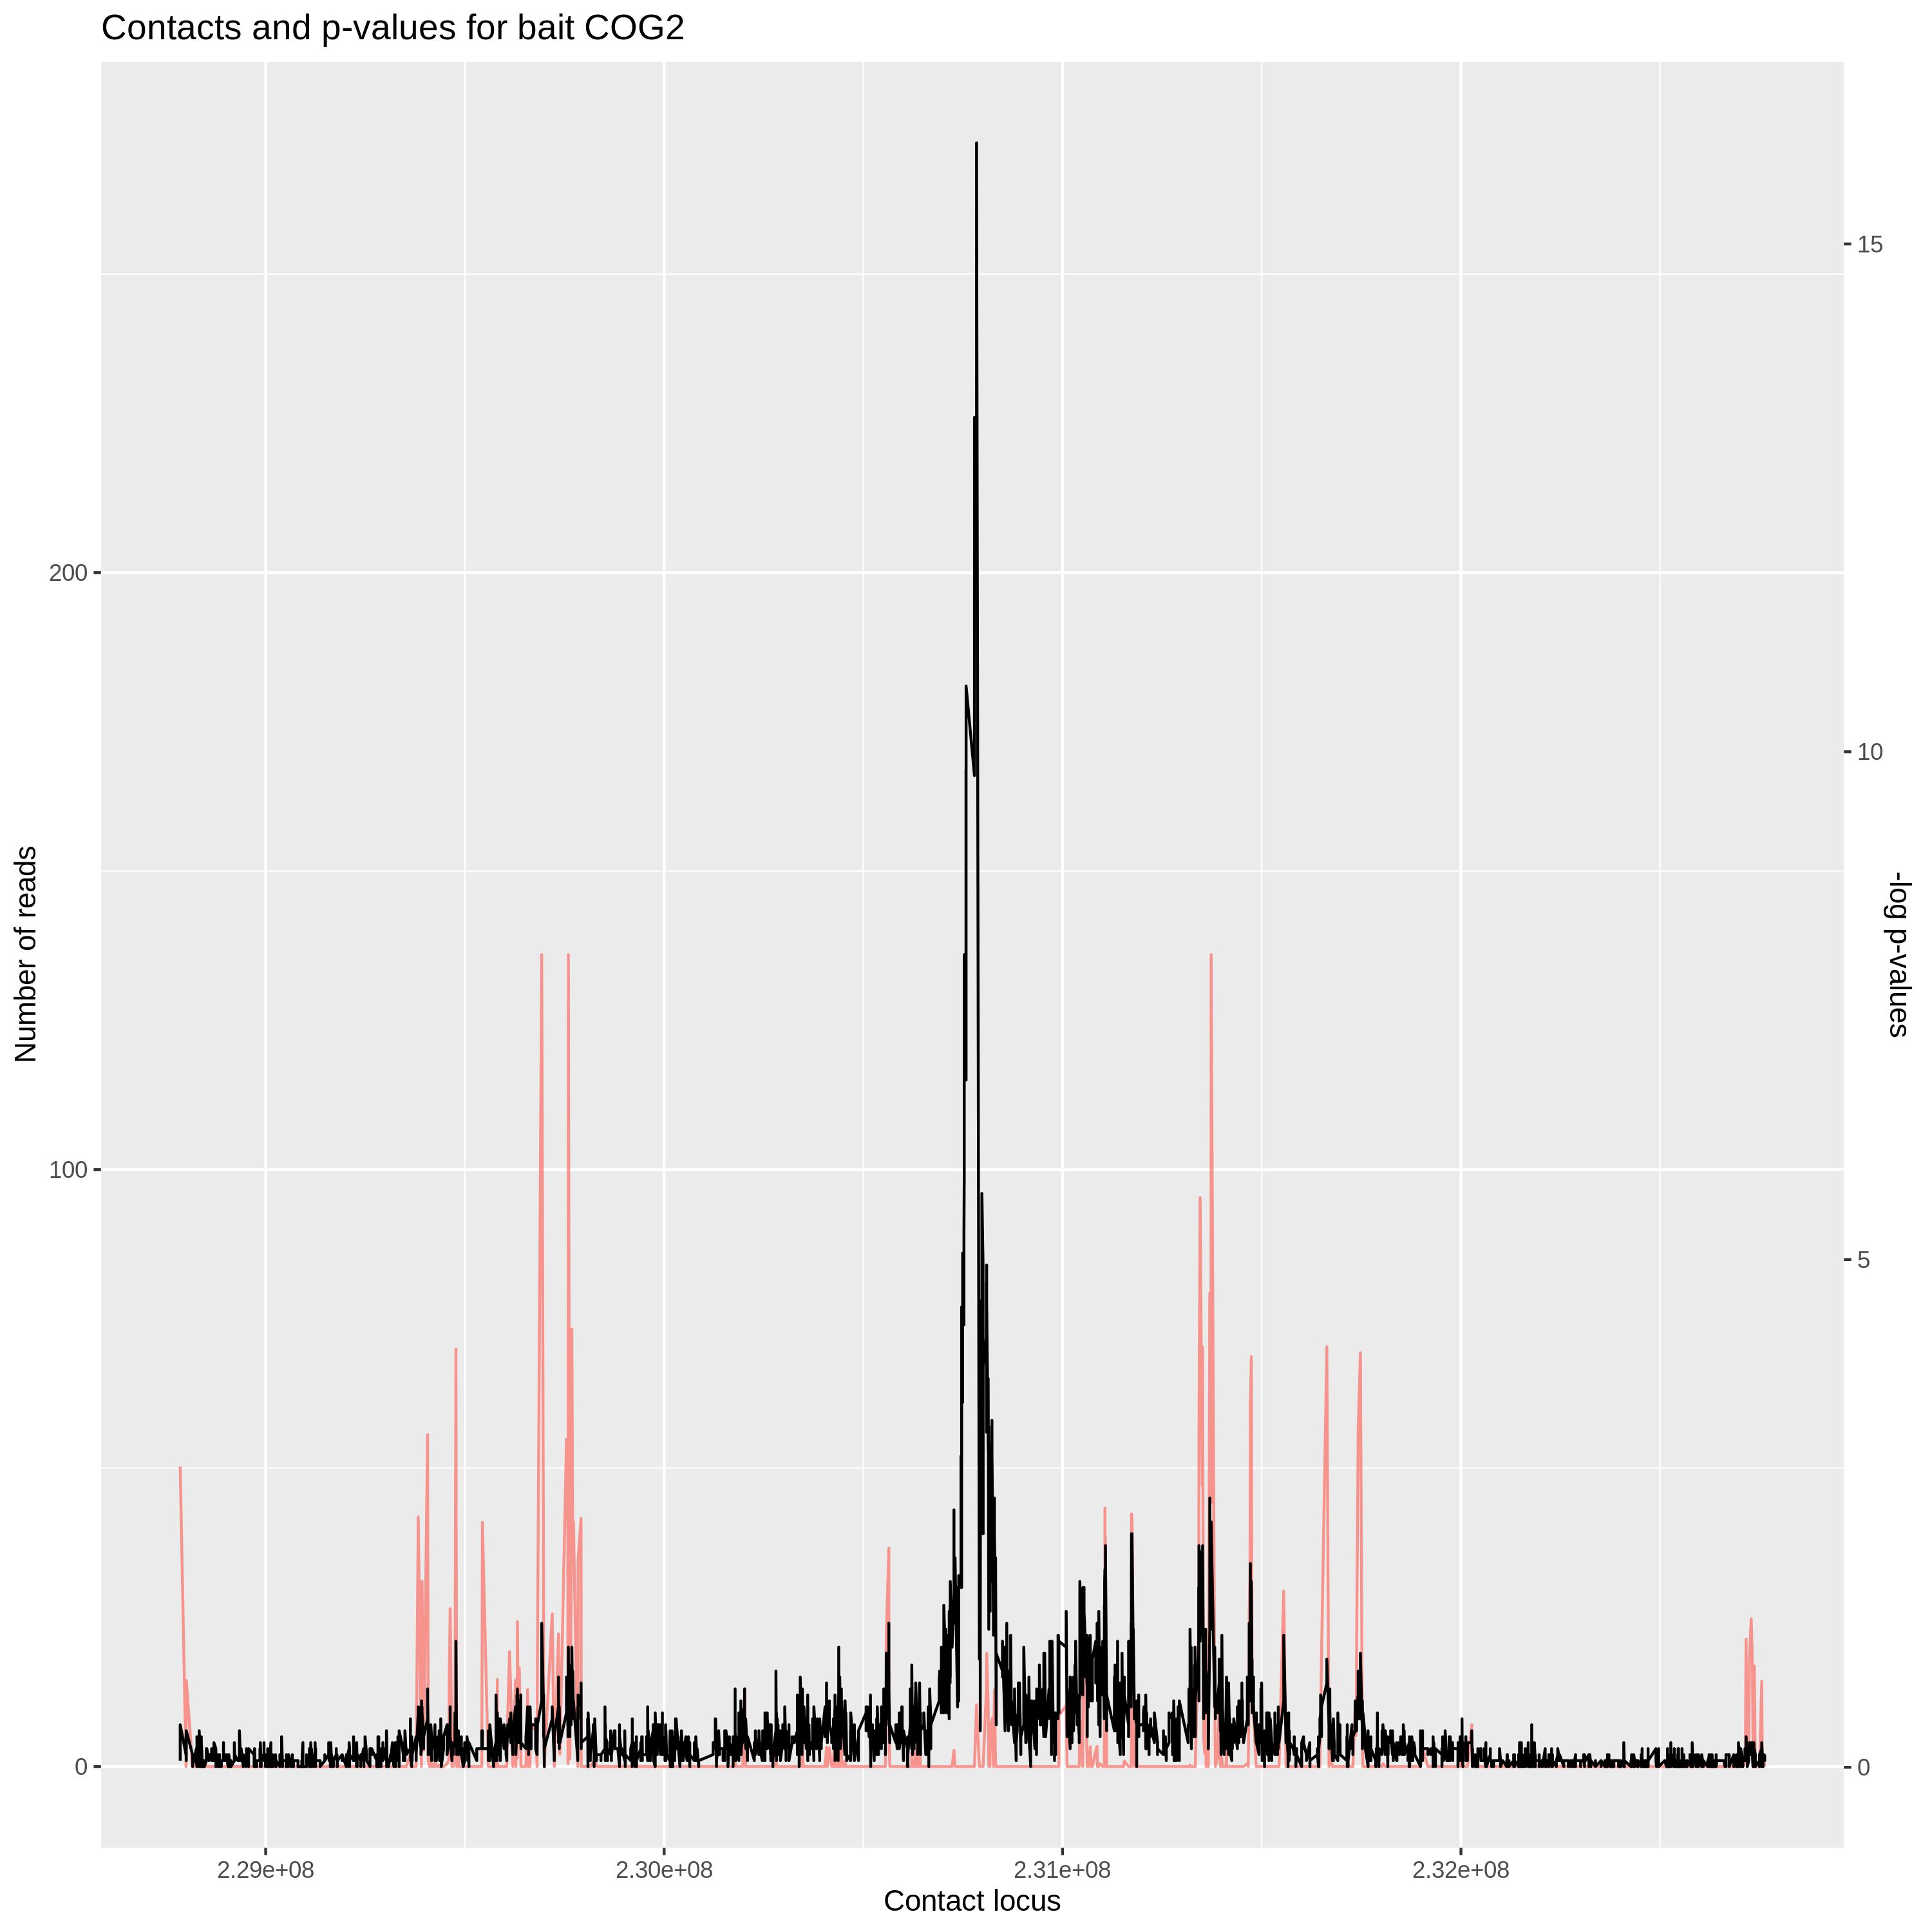 Contacts and p-values for bait COG2
Number of reads
200
100
0
15
10
5
0
-log p-values
2.29e+08
2.30e+08
2.31e+08
2.32e+08
Contact locus